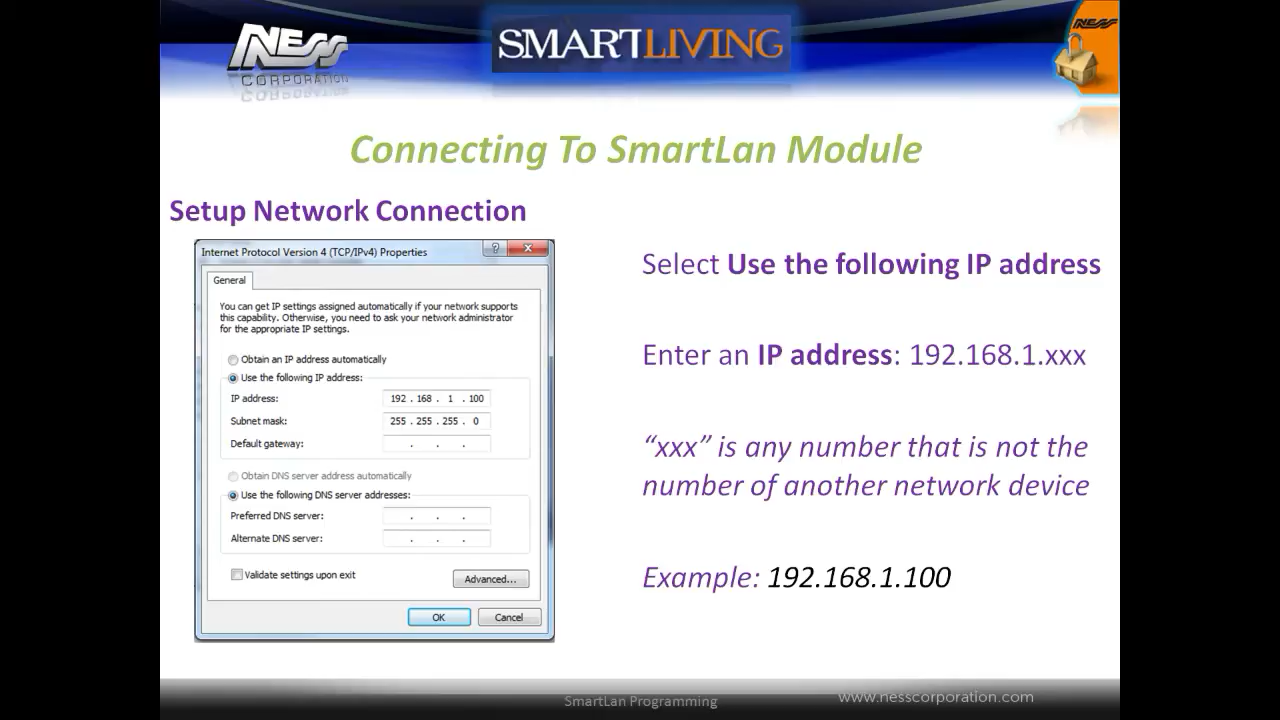 NESS
CORPORATION
SMARTLIVING
NESS
Connecting To SmartLan Module
Setup Network Connection
Internet Protocol Version 4 (TCP/IPv4) Properties
General
You can get IP settings assigned automatically if your network supports
this capability. Otherwise, you need to ask your network administrator
for the appropriate IP settings.
Obtain an IP address automatically
Use the following IP address:
IP address: 192 . 168 . 1 . 100
Subnet mask: 255 . 255 . 255 . 0
Default gateway: . . .
Obtain DNS server address automatically
Use the following DNS server addresses:
Preferred DNS server: . . .
Alternate DNS server: . . .
Validate settings upon exit
Advanced...
OK Cancel
Select Use the following IP address
Enter an IP address: 192.168.1.xxx
“xxx” is any number that is not the
number of another network device
Example: 192.168.1.100
SmartLan Programming
www.nesscorporation.com